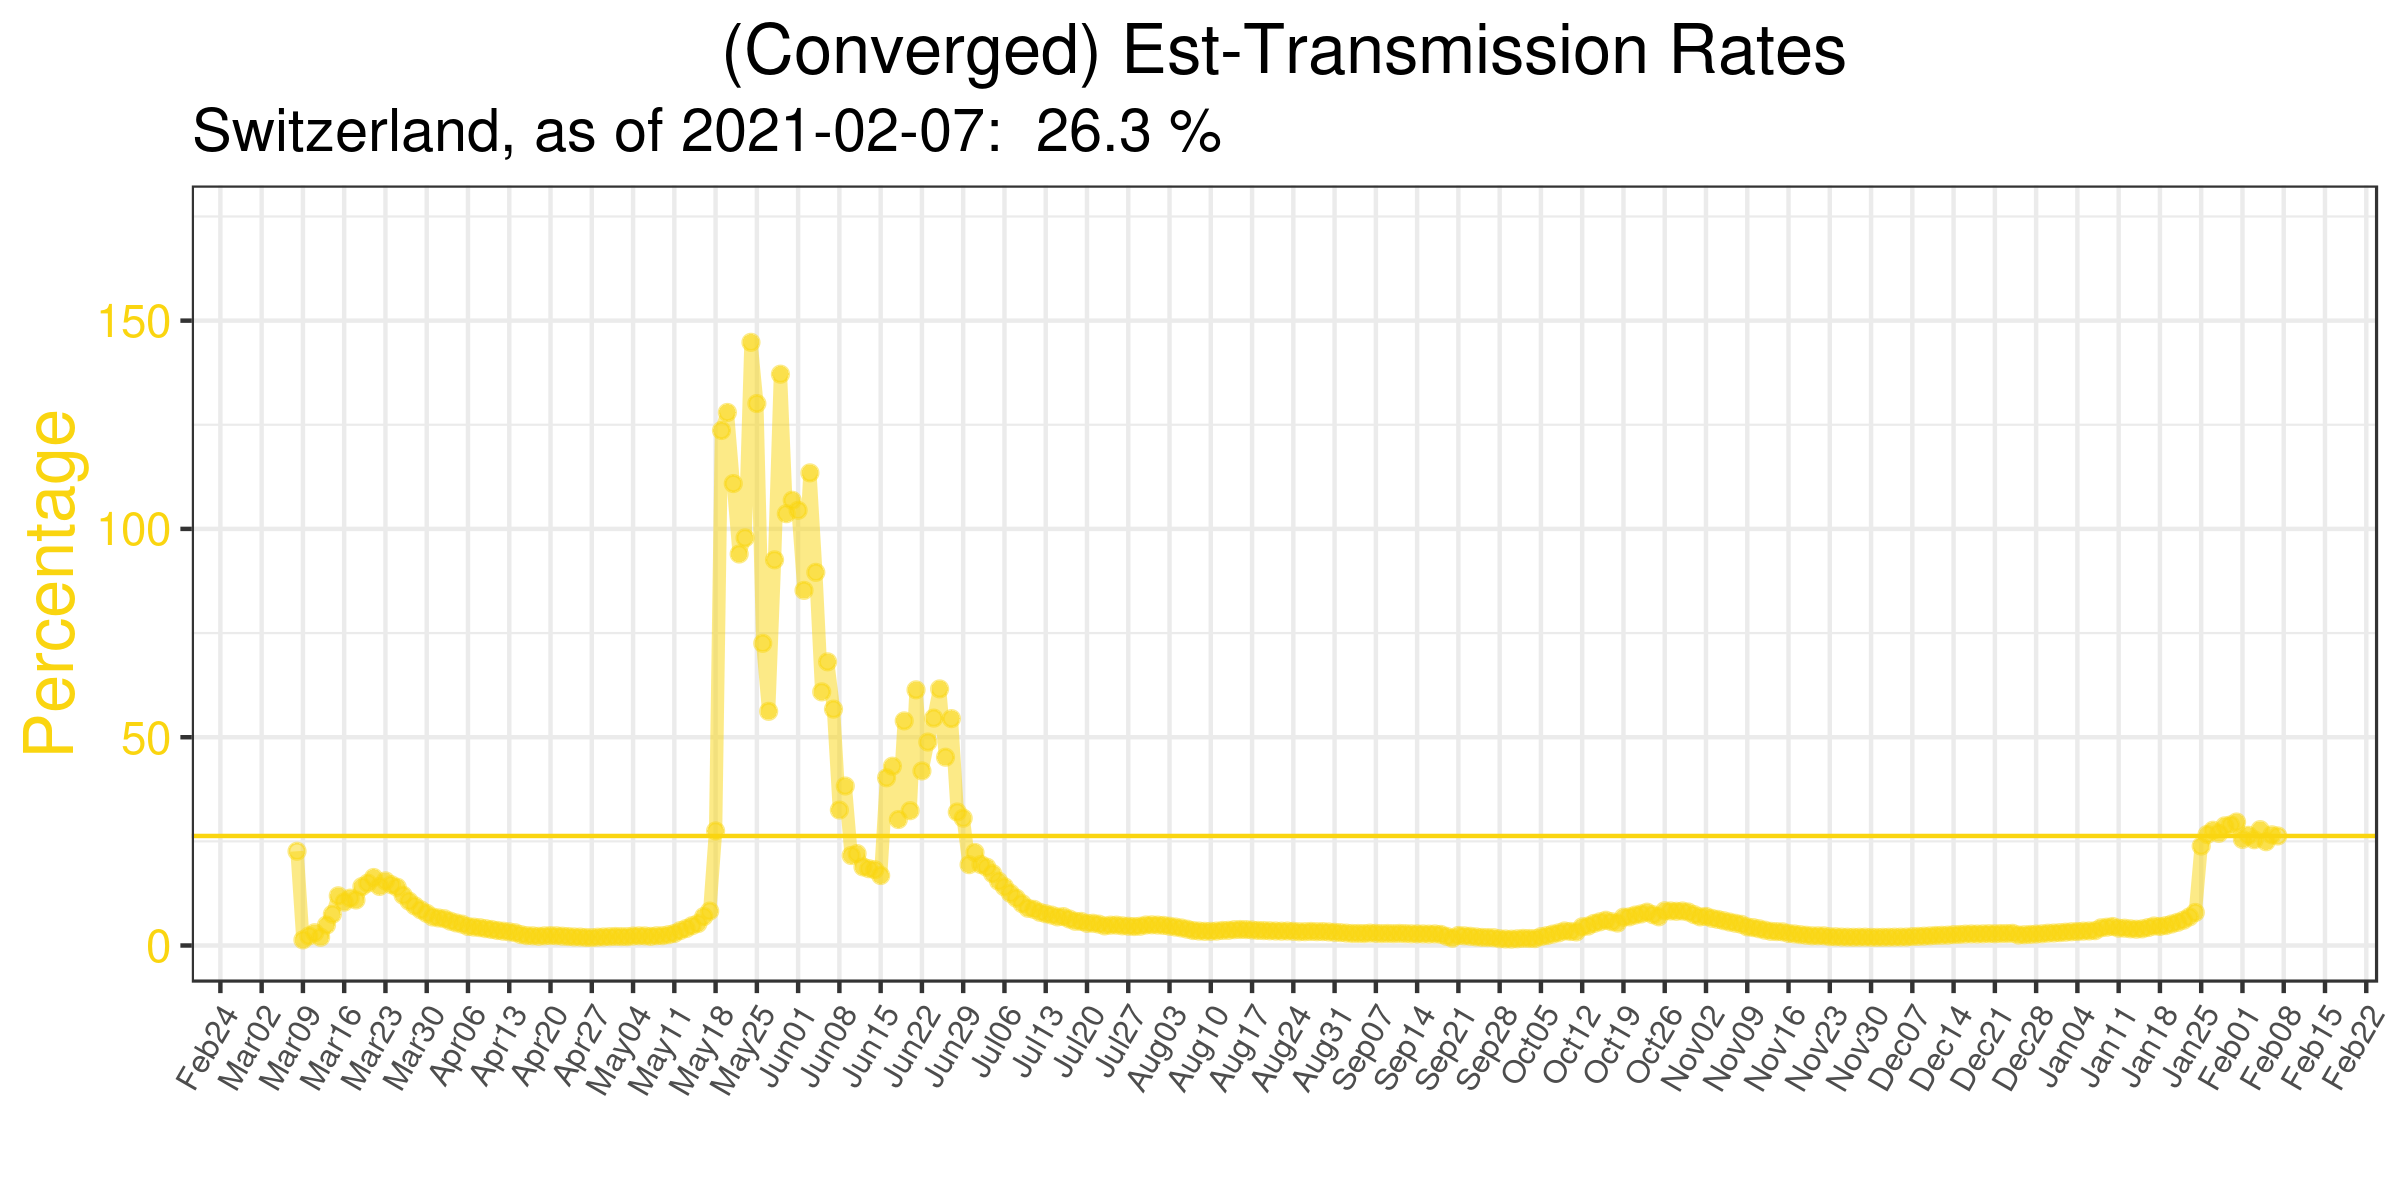 (Converged) Est-Transmission Rates
Switzerland, as of 2021-02-07:  26.3 %
Percentage
150
100
50
0
Feb24
Mar02
Mar09
Mar16
Mar23
Mar30
Apr06
Apr13
Apr20
Apr27
May04
May11
May18
May25
Jun01
Jun08
Jun15
Jun22
Jun29
Jul06
Jul13
Jul20
Jul27
Aug03
Aug10
Aug17
Aug24
Aug31
Sep07
Sep14
Sep21
Sep28
Oct05
Oct12
Oct19
Oct26
Nov02
Nov09
Nov16
Nov23
Nov30
Dec07
Dec14
Dec21
Dec28
Jan04
Jan11
Jan18
Jan25
Feb01
Feb08
Feb15
Feb22